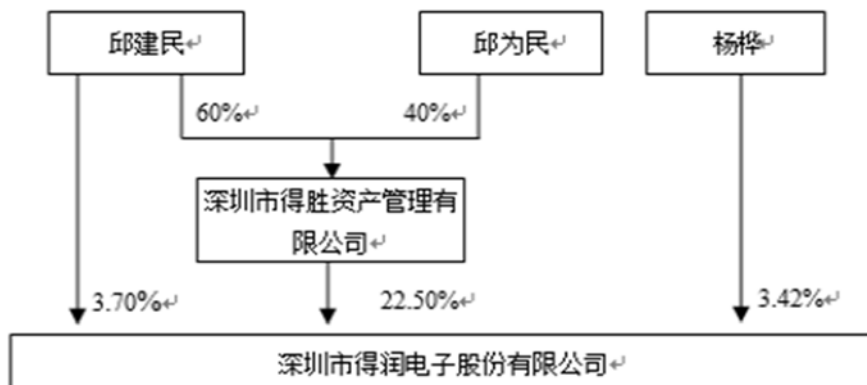 邱建民↵
邱为民↵
杨桦↵
60%↵
40%↵
深圳市得胜资产管理有
限公司↵
3.70%↵
22.50%↵
3.42%↵
深圳市得润电子股份有限公司↵